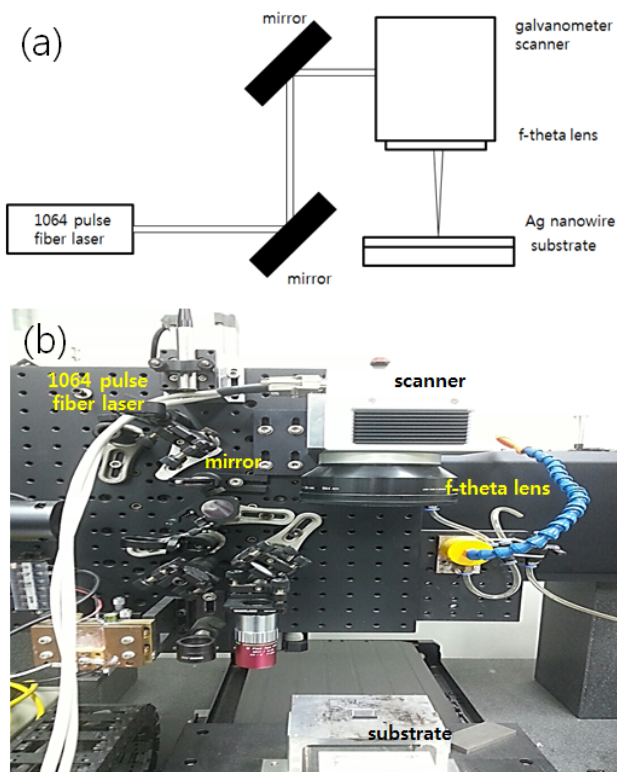 (a)
mirror
galvanometer
scanner
f-theta lens
1064 pulse
fiber laser
Ag nanowire
substrate
mirror
(b)
1064 pulse
fiber laser
scanner
mirror
f-theta lens
substrate